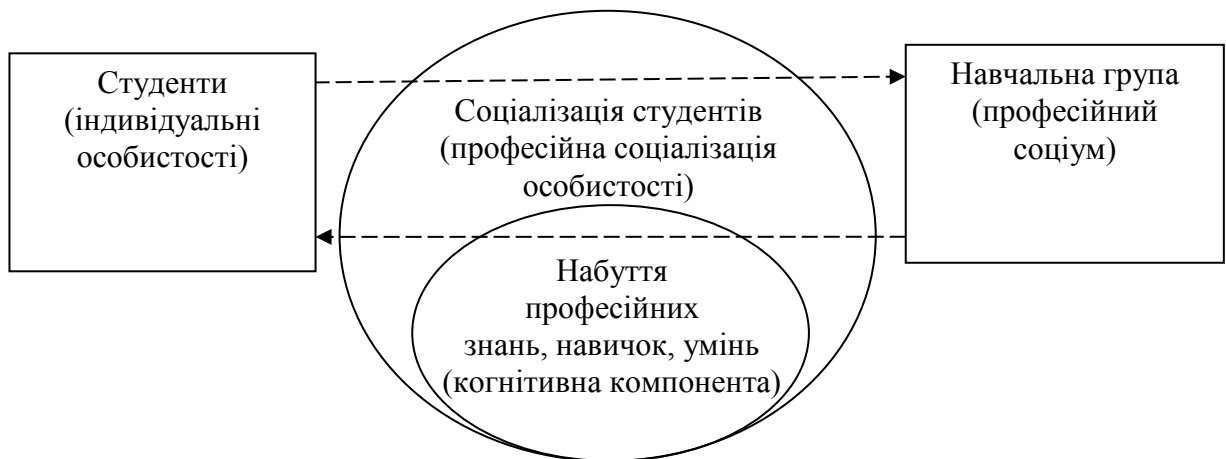 Студенти
(індивідуальні
особистості)
Соціалізація студентів
(професійна соціалізація
особистості)
Набуття
професійних
знань, навичок, умінь
(когнітивна компонента)
Навчальна група
(професійний
соціум)